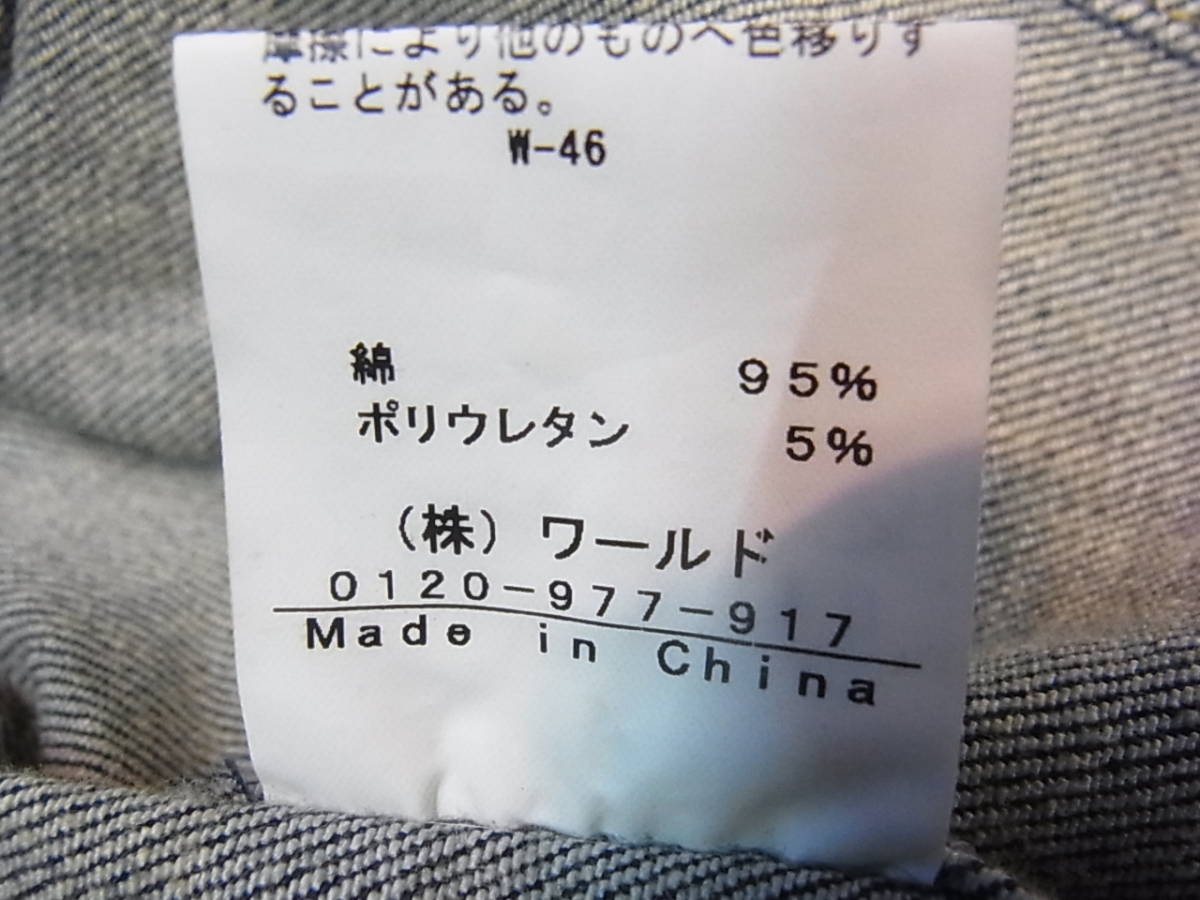 摩擦により他のものへ色移りす
ることがある。
W-46
綿 95%
ポリウレタン 5%
(株) ワールド
0120-977-917
Made in China